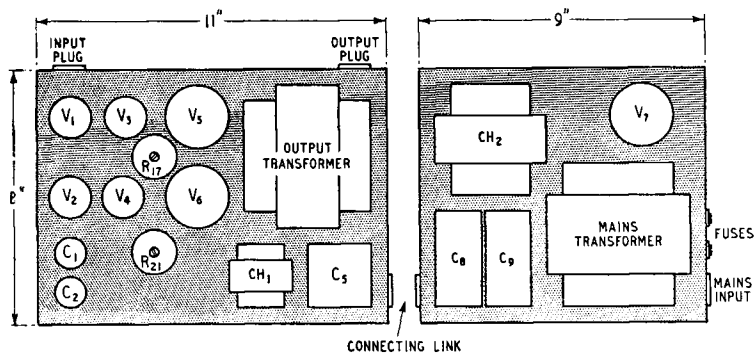 11"
9"
INPUT
PLUG
OUTPUT
PLUG
8"
V1
V3
V5
R17
V2
V4
V6
C1
C2
R21
OUTPUT
TRANSFORMER
CH1
C5
CH2
V7
C8
C9
MAINS
TRANSFORMER
FUSES
MAINS
INPUT
CONNECTING LINK